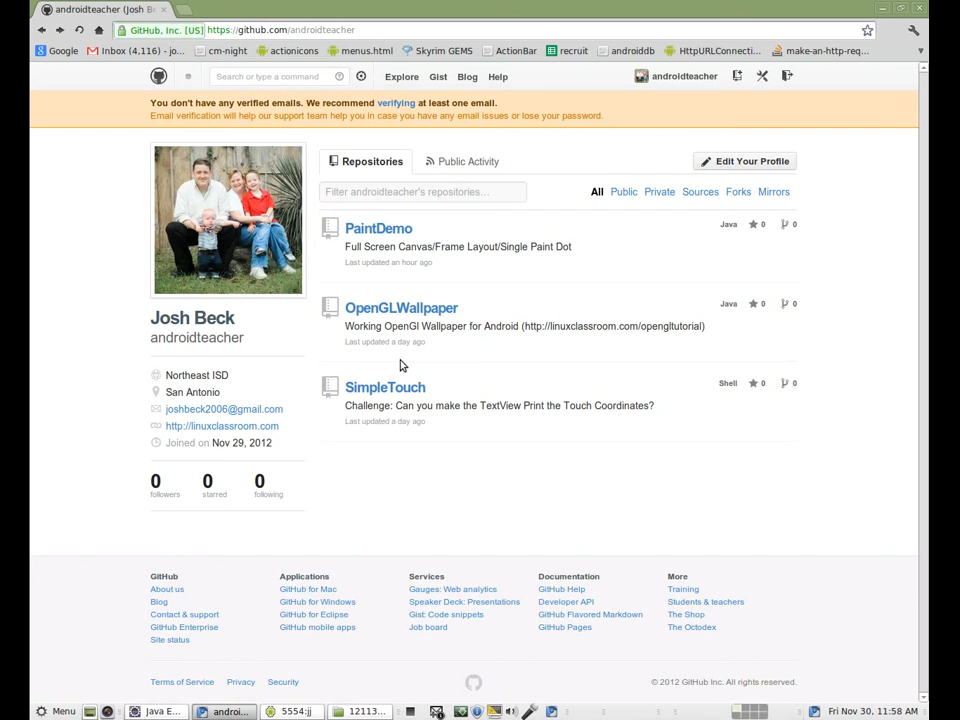 androidteacher (Josh B
GitHub, Inc. [US] https://github.com/androidteacher
Google Inbox (4,116) - jo... cm-night actionicons menus.html Skyrim GEMS ActionBar recruit androiddb HttpURLConnecti... make-an-http-req...
Search or type a command Explore Gist Blog Help androidteacher
You don't have any verified emails. We recommend verifying at least one email.
Email verification will help our support team help you in case you have any email issues or lose your password.
Repositories Public Activity Edit Your Profile
Filter androidteacher's repositories... All Public Private Sources Forks Mirrors
PaintDemo Java 0 0
Full Screen Canvas/Frame Layout/Single Paint Dot
Last updated an hour ago
OpenGLWallpaper Java 0 0
Working OpenGl Wallpaper for Android (http://linuxclassroom.com/opengltutorial)
Last updated a day ago
SimpleTouch Shell 0 0
Challenge: Can you make the TextView Print the Touch Coordinates?
Last updated a day ago
Josh Beck
androidteacher
Northeast ISD
San Antonio
joshbeck2006@gmail.com
http://linuxclassroom.com
Joined on Nov 29, 2012
0 0 0
followers starred following
GitHub Applications Services Documentation More
About us GitHub for Mac Gauges: Web analytics GitHub Help Training
Blog GitHub for Windows Speaker Deck: Presentations Developer API Students & teachers
Contact & support GitHub for Eclipse Gist: Code snippets GitHub Flavored Markdown The Shop
GitHub Enterprise GitHub mobile apps Job board GitHub Pages The Octodex
Site status
Terms of Service Privacy Security © 2012 GitHub Inc. All rights reserved.
Menu Java E... androi... 5554:jj 12113... Fri Nov 30, 11:58 AM